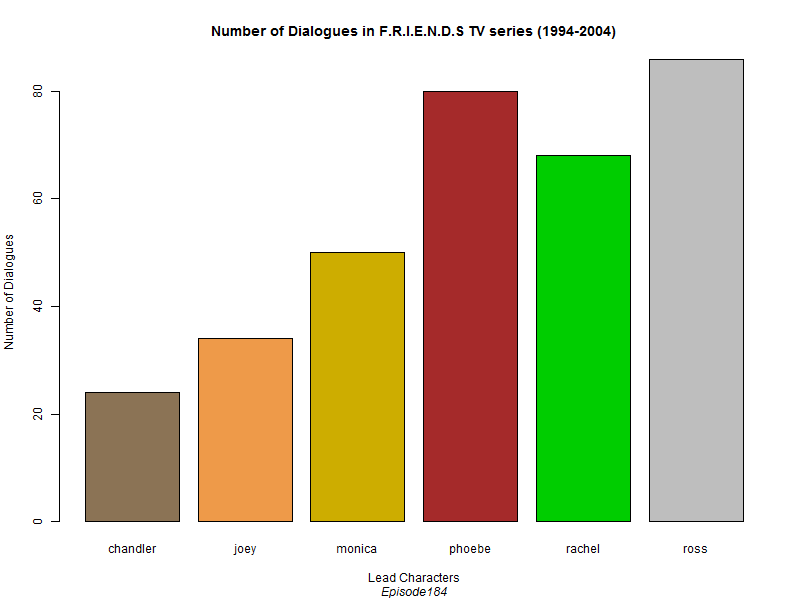 Number of Dialogues in F.R.I.E.N.D.S TV series (1994-2004)
Number of Dialogues
80
60
40
20
0
chandler joey monica phoebe rachel ross
Lead Characters
Episode184